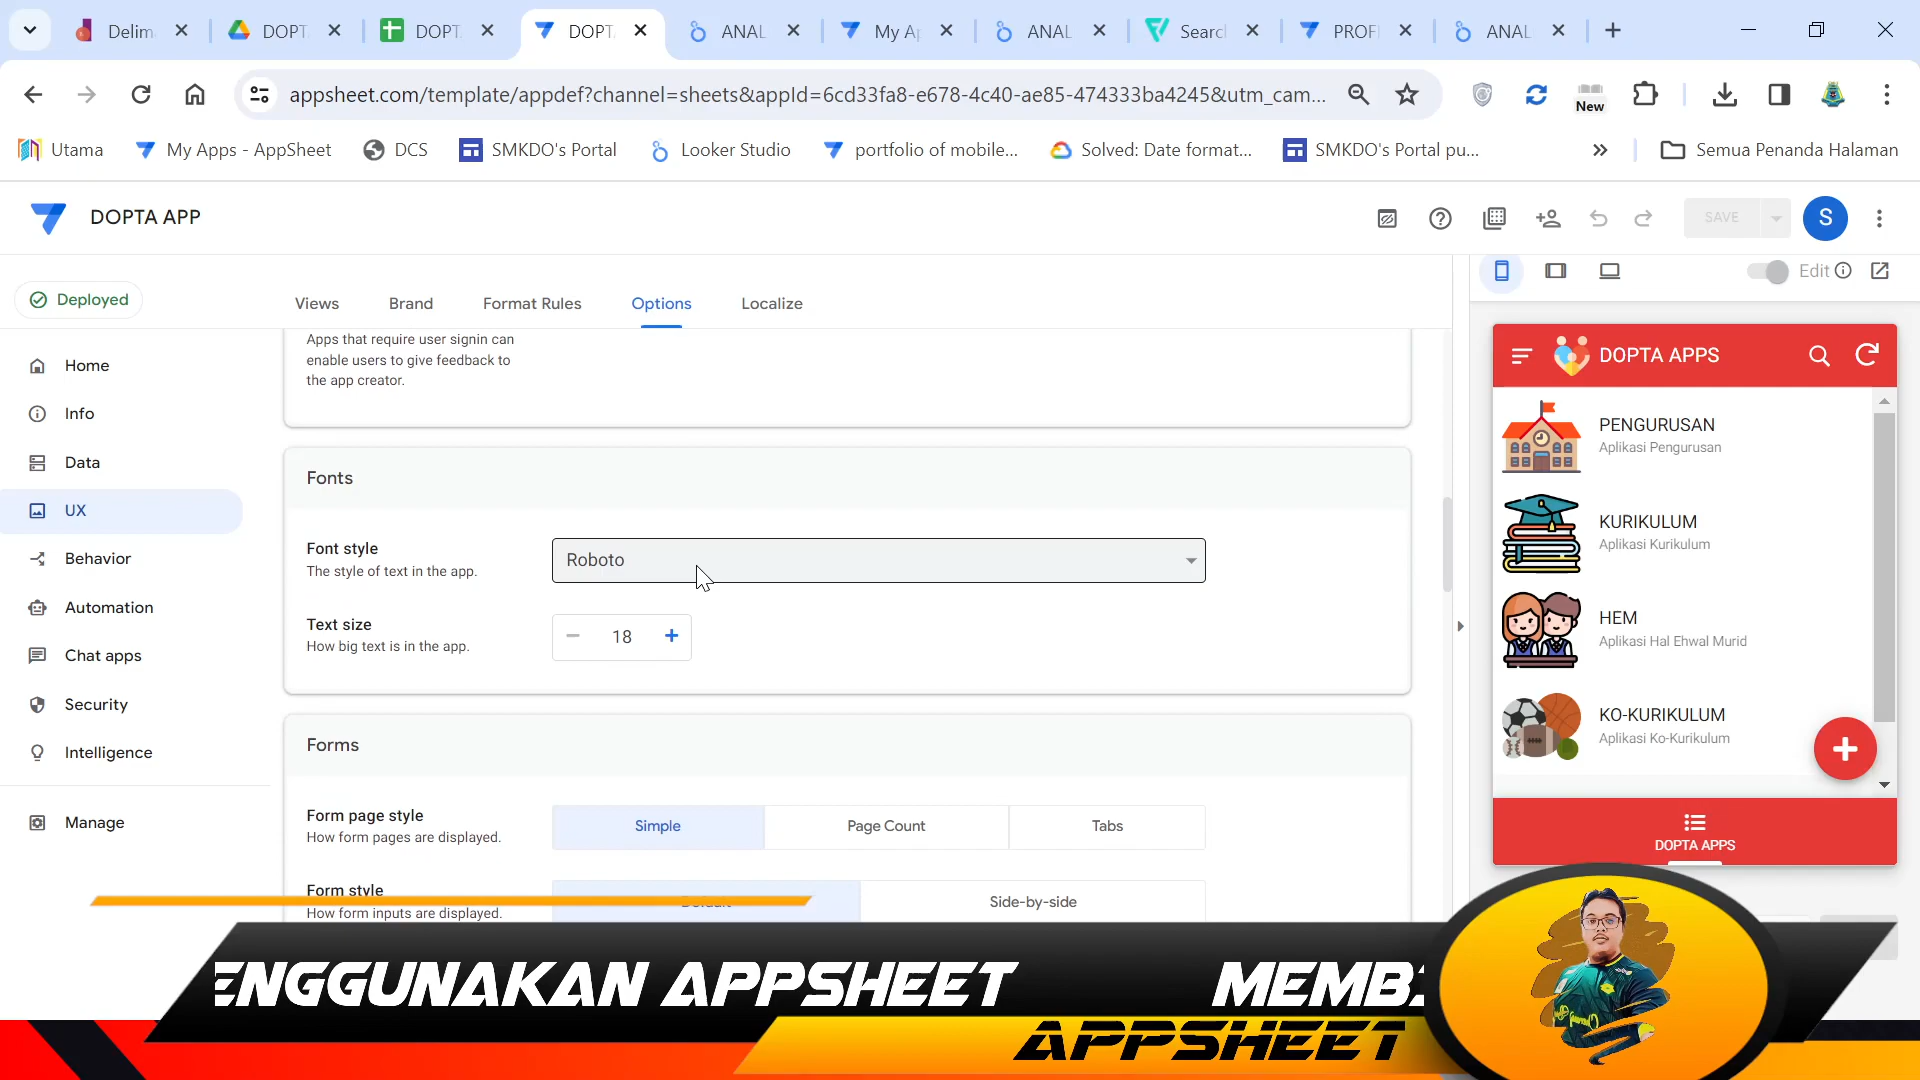 Delim
DOPT
DOPT
DOPT
ANAL
My Ap
ANAL
Searc
PROFI
ANAL
appsheet.com/template/appdef?channel=sheets&appId=6cd33fa8-e678-4c40-ae85-474333ba4245&utm_cam...
New
Utama
My Apps - AppSheet
DCS
SMKDO's Portal
Looker Studio
portfolio of mobile...
Solved: Date format...
SMKDO's Portal pu...
Semua Penanda Halaman
DOPTA APP
SAVE
S
Deployed
Views
Brand
Format Rules
Options
Localize
Edit
Home
Info
Data
UX
Behavior
Automation
Chat apps
Security
Intelligence
Manage
Apps that require user signin can
enable users to give feedback to
the app creator.
Fonts
Font style
The style of text in the app.
Roboto
Text size
How big text is in the app.
18
Forms
Form page style
How form pages are displayed.
Simple
Page Count
Tabs
Form style
How form inputs are displayed.
Default
Side-by-side
DOPTA APPS
PENGURUSAN
Aplikasi Pengurusan
KURIKULUM
Aplikasi Kurikulum
HEM
Aplikasi Hal Ehwal Murid
KO-KURIKULUM
Aplikasi Ko-Kurikulum
DOPTA APPS
ENGGUNAKAN APPSHEET
MEMB
APPSHEET